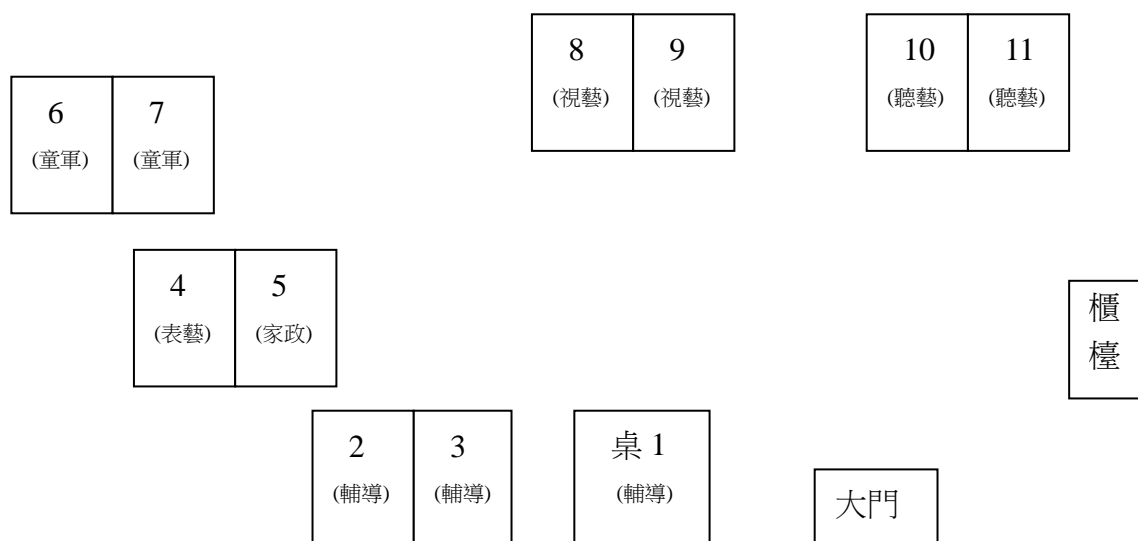 8 9
(視藝) (視藝)
10 11
(聽藝) (聽藝)
6 7
(童軍) (童軍)
4 5
(表藝) (家政)
櫃
檯
2 3
(輔導) (輔導)
桌 1
(輔導)
大門